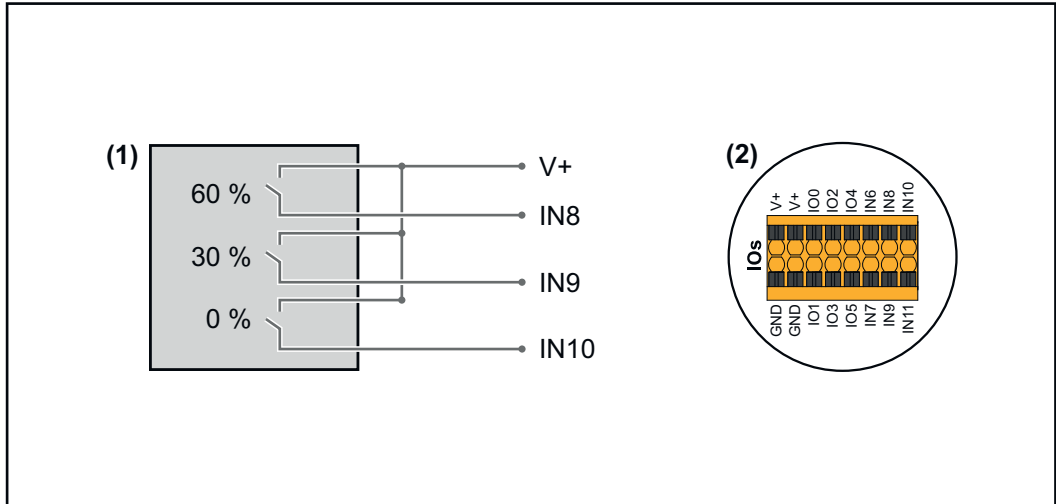 (1)
60 %
30 %
0 %
V+
IN8
IN9
IN10
(2)
V+
V+
IO0
IO2
IO4
IN6
IN8
IN10
IOs
GND
GND
IO1
IO3
IO5
IN7
IN9
IN11